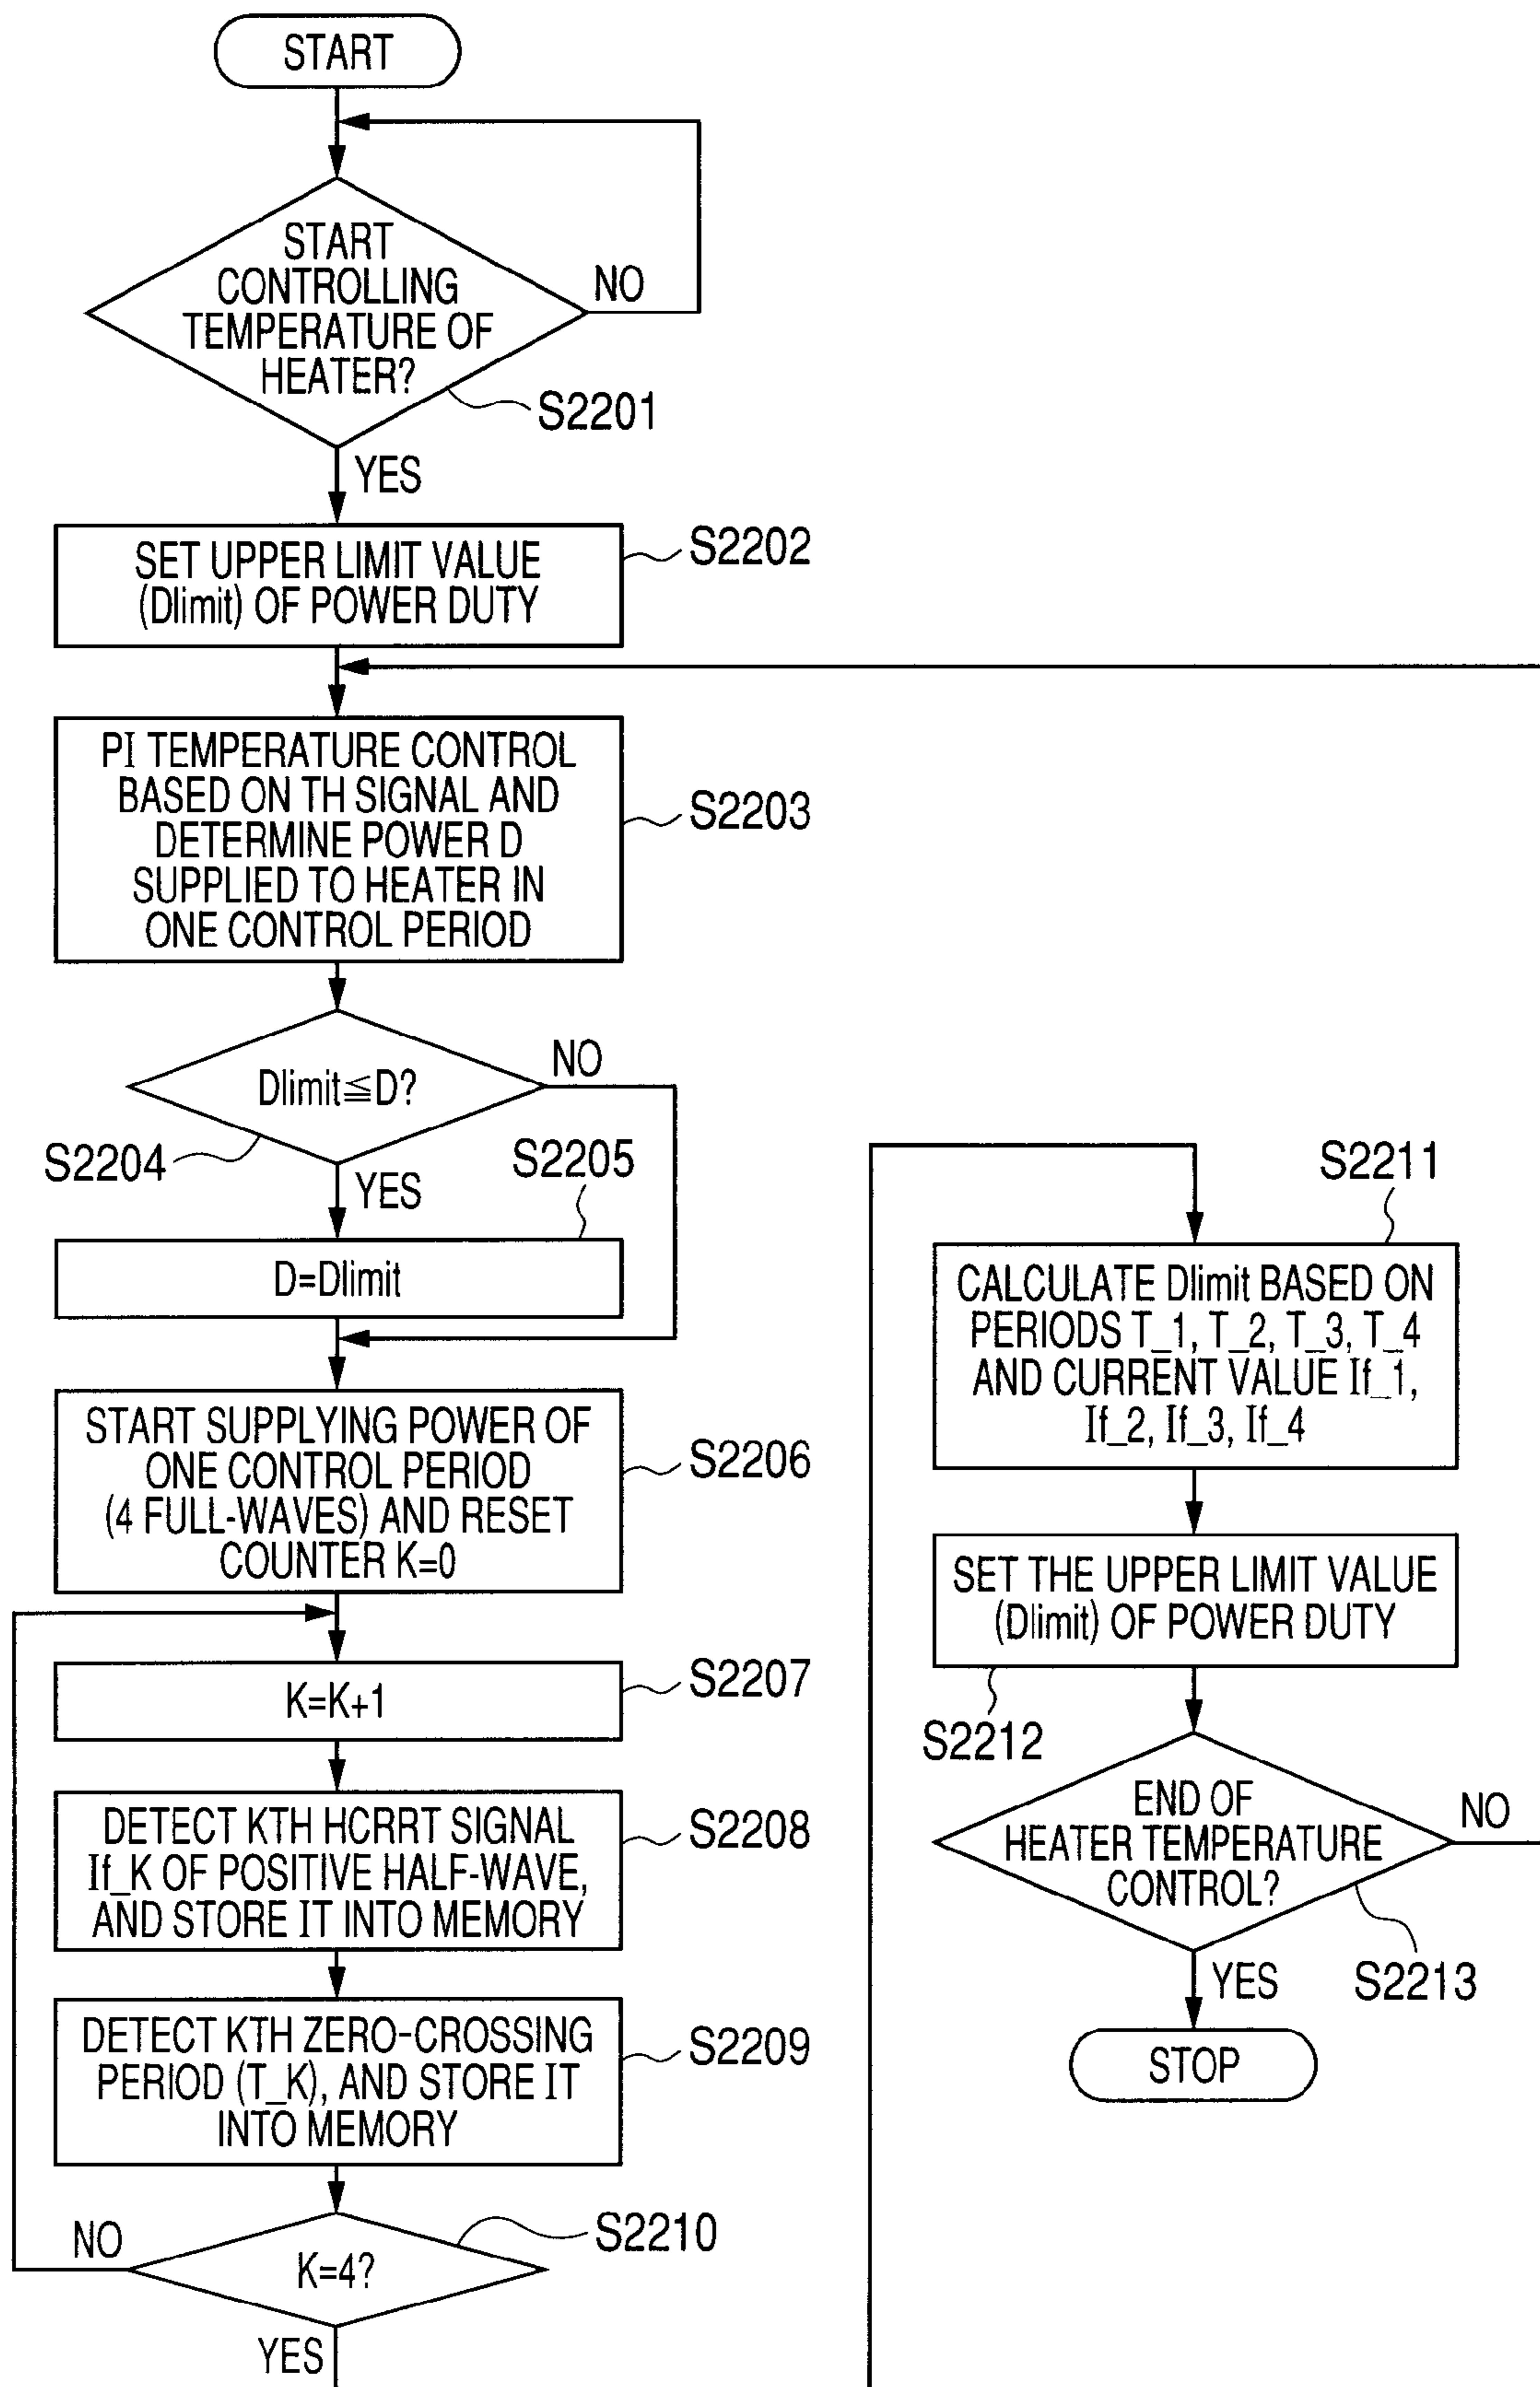 START
START
CONTROLLING
TEMPERATURE OF
HEATER?
NO
S2201
YES
SET UPPER LIMIT VALUE
(Dlimit) OF POWER DUTY
S2202
PI TEMPERATURE CONTROL
BASED ON TH SIGNAL AND
DETERMINE POWER D
SUPPLIED TO HEATER IN
ONE CONTROL PERIOD
S2203
Dlimit≦D?
NO
S2204
YES
S2205
D=Dlimit
START SUPPLYING POWER OF
ONE CONTROL PERIOD
(4 FULL-WAVES) AND RESET
COUNTER K=0
S2206
K=K+1
S2207
DETECT KTH HCRRT SIGNAL
If_K OF POSITIVE HALF-WAVE,
AND STORE IT INTO MEMORY
S2208
DETECT KTH ZERO-CROSSING
PERIOD (T_K), AND STORE IT
INTO MEMORY
S2209
K=4?
NO
S2210
YES
S2211
CALCULATE Dlimit BASED ON
PERIODS T_1, T_2, T_3, T_4
AND CURRENT VALUE If_1,
If_2, If_3, If_4
SET THE UPPER LIMIT VALUE
(Dlimit) OF POWER DUTY
S2212
END OF
HEATER TEMPERATURE
CONTROL?
NO
YES
S2213
STOP